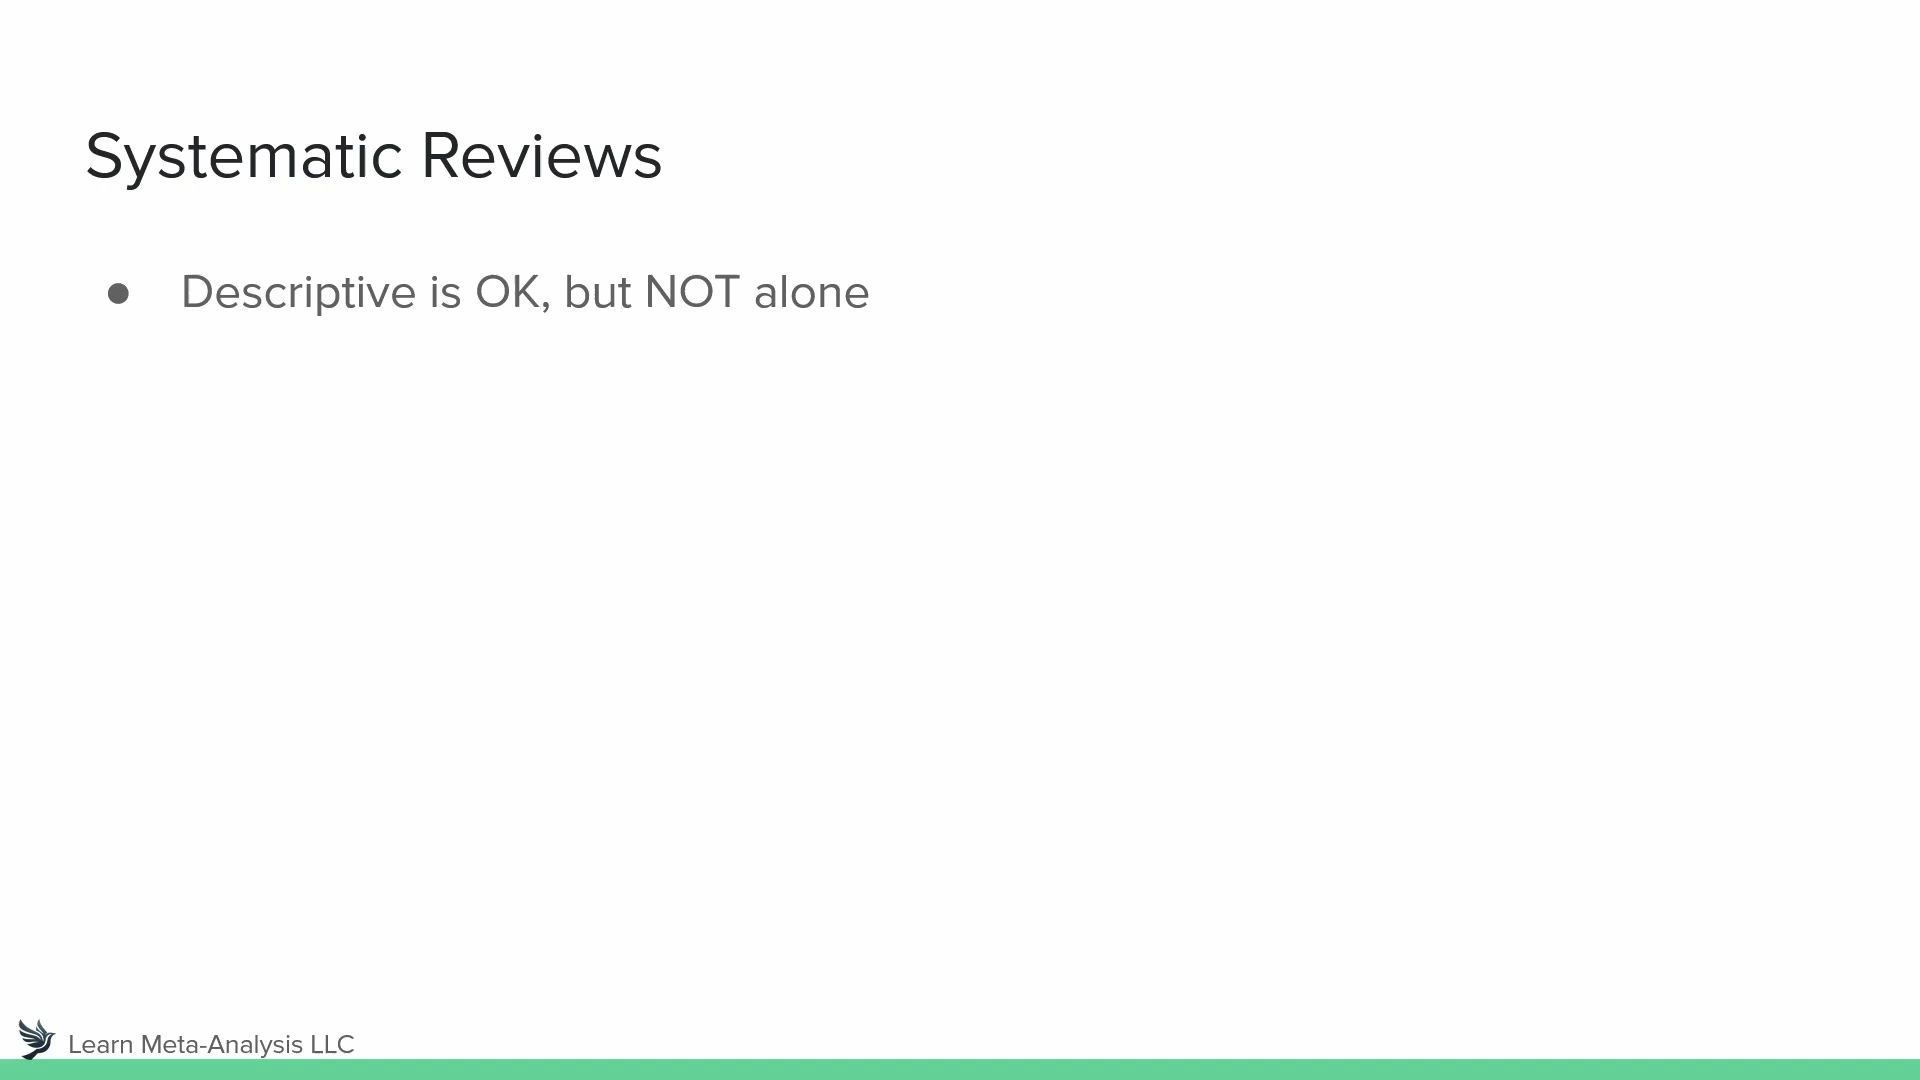 Systematic Reviews
● Descriptive is OK, but NOT alone
Learn Meta-Analysis LLC